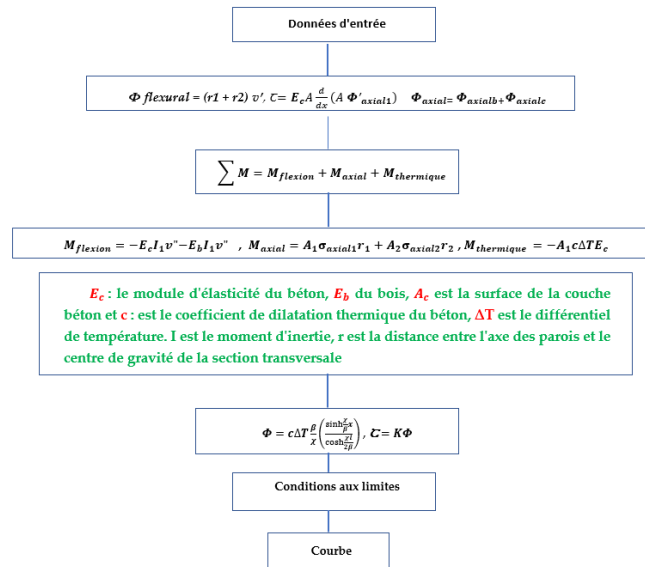 Données d'entrée
Φ flexural = (r1 + r2) v', Ʈ= E_c A d/dx (A Φ'_axial1) Φ_axial= Φ_axialb+Φ_axialc
∑ M = M_flexion + M_axial + M_thermique
M_flexion = −E_c I_1 v"−E_b I_1 v" , M_axial = A_1 σ_axial1 r_1 + A_2 σ_axial2 r_2 , M_thermique = −A_1 cΔTE_c
E_c : le module d'élasticité du béton, E_b du bois, A_c est la surface de la couche
béton et c : est le coefficient de dilatation thermique du béton, ΔT est le différentiel
de température. I est le moment d'inertie, r est la distance entre l'axe des parois et le
centre de gravité de la section transversale
Φ = cΔT β/χ (sinh χ/β x / cosh χl/2β), Ʈ= KΦ
Conditions aux limites
Courbe